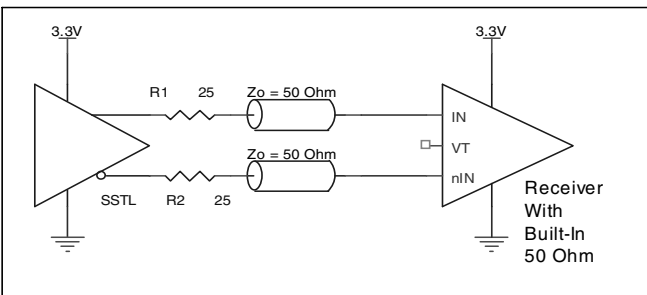 3.3V
3.3V
R1 25
Zo = 50 Ohm
IN
VT
Zo = 50 Ohm
nIN
SSTL
R2 25
Receiver
With
Built-In
50 Ohm